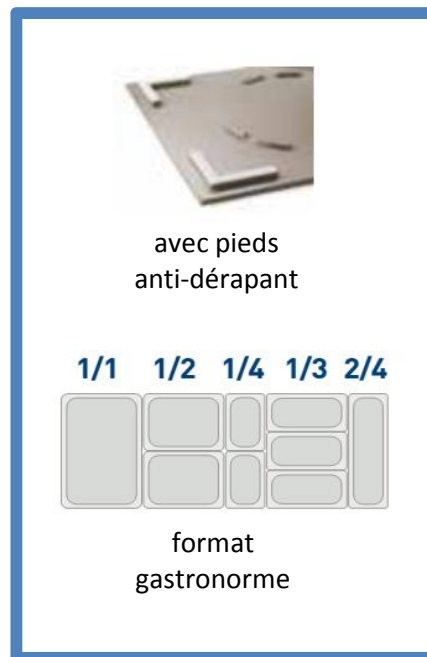 avec pieds
anti-dérapant
1/1 1/2 1/4 1/3 2/4
format
gastronorme